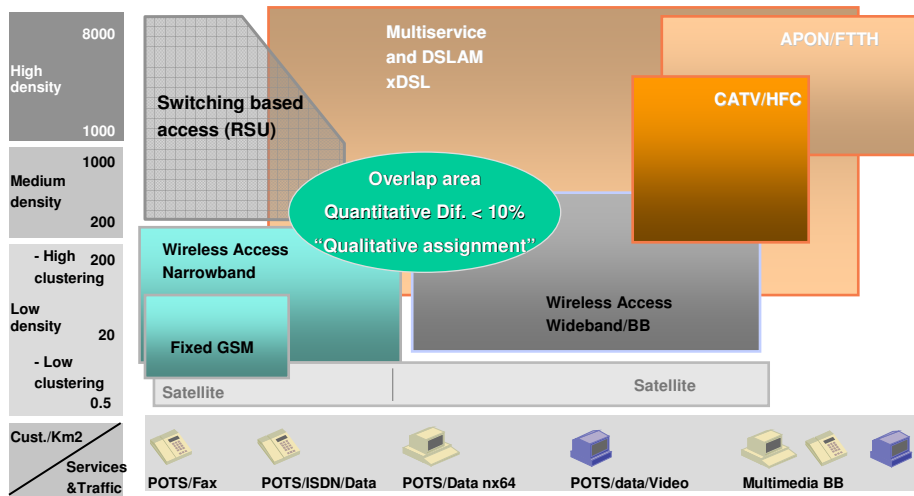 8000
High
density
1000
1000
Medium
density
200
- High 200
clustering
Low
density
20
- Low
clustering
0.5
Cust./Km2
Services
&Traffic
Switching based
access (RSU)
Multiservice
and DSLAM
xDSL
APON/FTTH
CATV/HFC
Overlap area
Quantitative Dif. < 10%
“Qualitative assignment”
Wireless Access
Narrowband
Fixed GSM
Wireless Access
Wideband/BB
Satellite
Satellite
POTS/Fax
POTS/ISDN/Data
POTS/Data nx64
POTS/data/Video
Multimedia BB